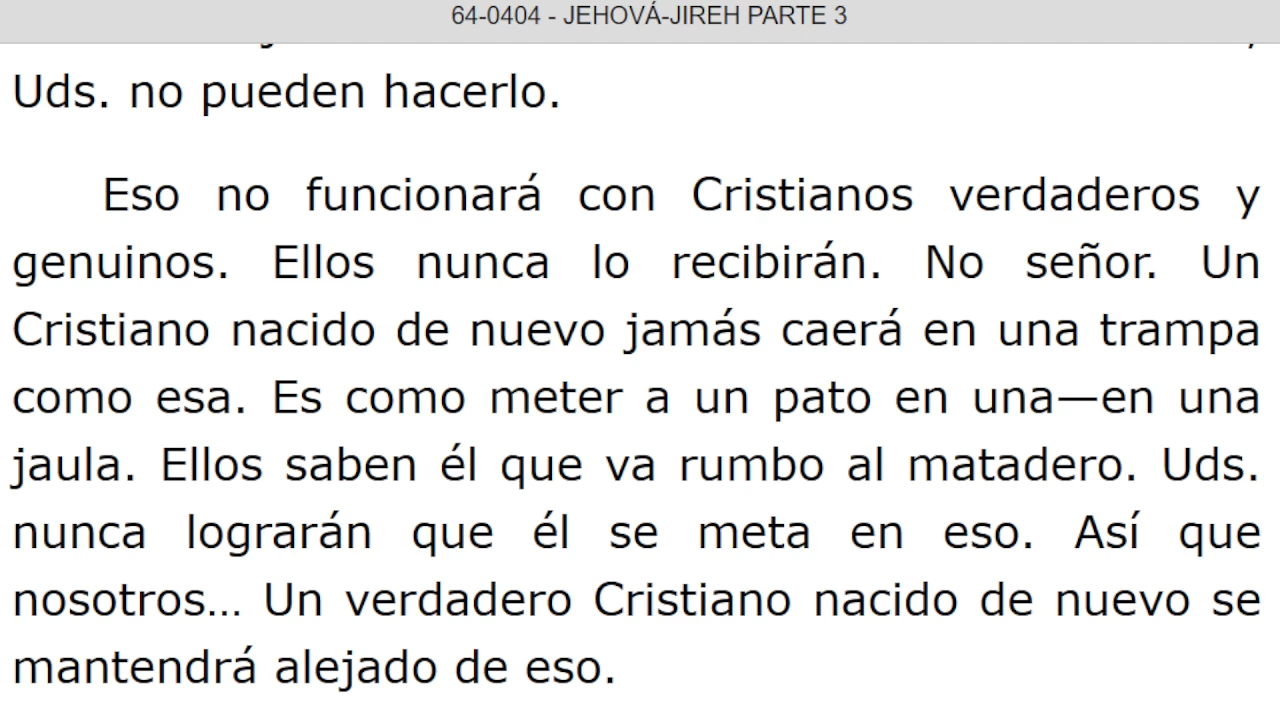 64-0404 - JEHOVÁ-JIREH PARTE 3
Uds. no pueden hacerlo.
Eso no funcionará con Cristianos verdaderos y
genuinos. Ellos nunca lo recibirán. No señor. Un
Cristiano nacido de nuevo jamás caerá en una trampa
como esa. Es como meter a un pato en una—en una
jaula. Ellos saben él que va rumbo al matadero. Uds.
nunca lograrán que él se meta en eso. Así que
nosotros... Un verdadero Cristiano nacido de nuevo se
mantendrá alejado de eso.